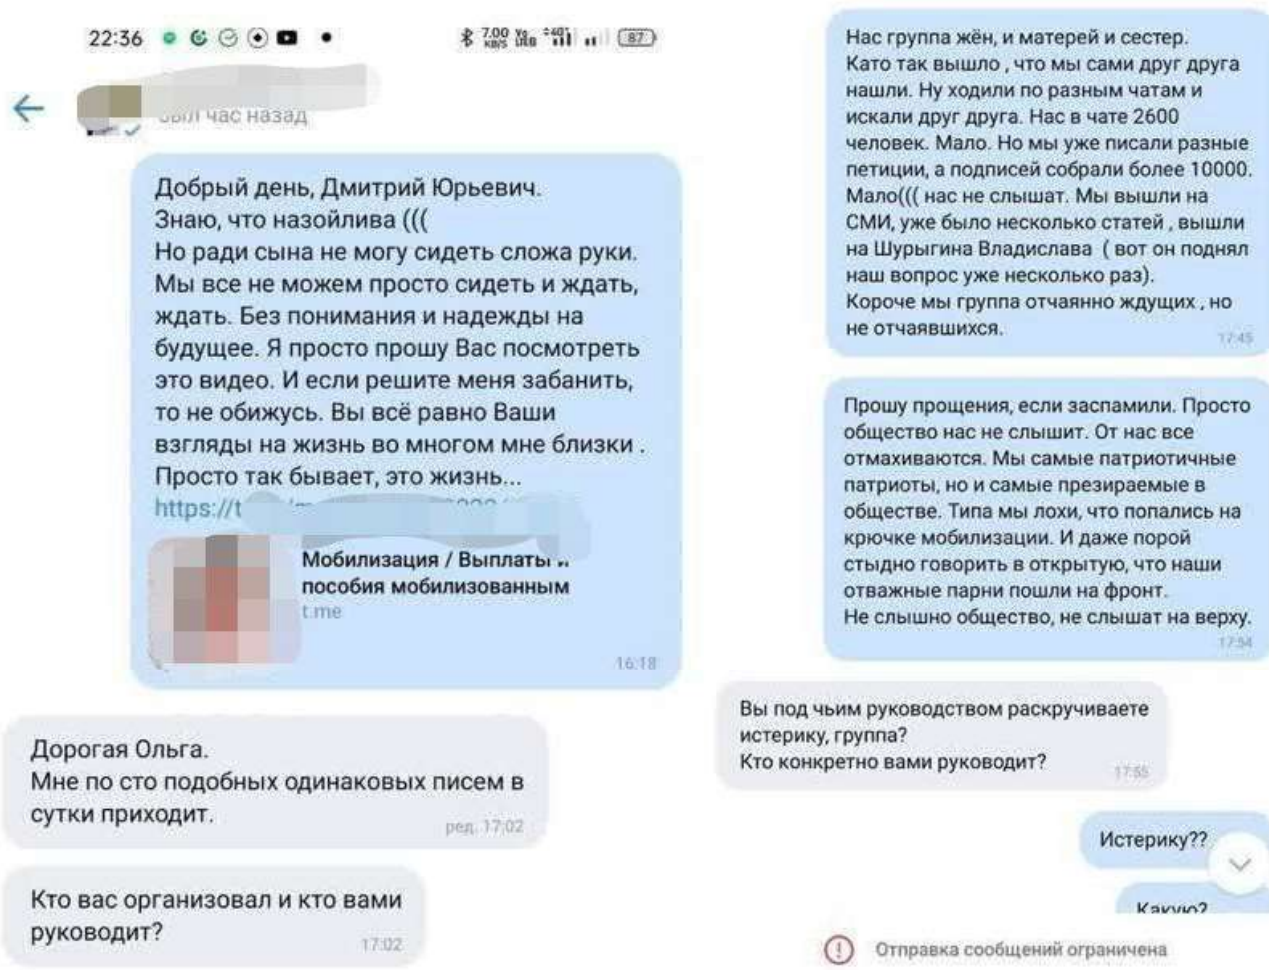 22:36
7.00 KB/S
87
был час назад
Добрый день, Дмитрий Юрьевич.
Знаю, что назойлива (((
Но ради сына не могу сидеть сложа руки.
Мы все не можем просто сидеть и ждать,
ждать. Без понимания и надежды на
будущее. Я просто прошу Вас посмотреть
это видео. И если решите меня забанить,
то не обижусь. Вы всё равно Ваши
взгляды на жизнь во многом мне близки .
Просто так бывает, это жизнь...
https://t
Мобилизация / Выплаты и
пособия мобилизованным
t.me
16:18
Дорогая Ольга.
Мне по сто подобных одинаковых писем в
сутки приходит.
ред. 17:02
Кто вас организовал и кто вами
руководит?
17:02
Нас группа жён, и матерей и сестер.
Като так вышло , что мы сами друг друга
нашли. Ну ходили по разным чатам и
искали друг друга. Нас в чате 2600
человек. Мало. Но мы уже писали разные
петиции, а подписей собрали более 10000.
Мало((( нас не слышат. Мы вышли на
СМИ, уже было несколько статей , вышли
на Шурыгина Владислава ( вот он поднял
наш вопрос уже несколько раз).
Короче мы группа отчаянно ждущих , но
не отчаявшихся.
17:45
Прошу прощения, если заспамили. Просто
общество нас не слышит. От нас все
отмахиваются. Мы самые патриотичные
патриоты, но и самые презираемые в
обществе. Типа мы лохи, что попались на
крючке мобилизации. И даже порой
стыдно говорить в открытую, что наши
отважные парни пошли на фронт.
Не слышно общество, не слышат на верху.
17:54
Вы под чьим руководством раскручиваете
истерику, группа?
Кто конкретно вами руководит?
17:55
Истерику??
Какую?
Отправка сообщений ограничена